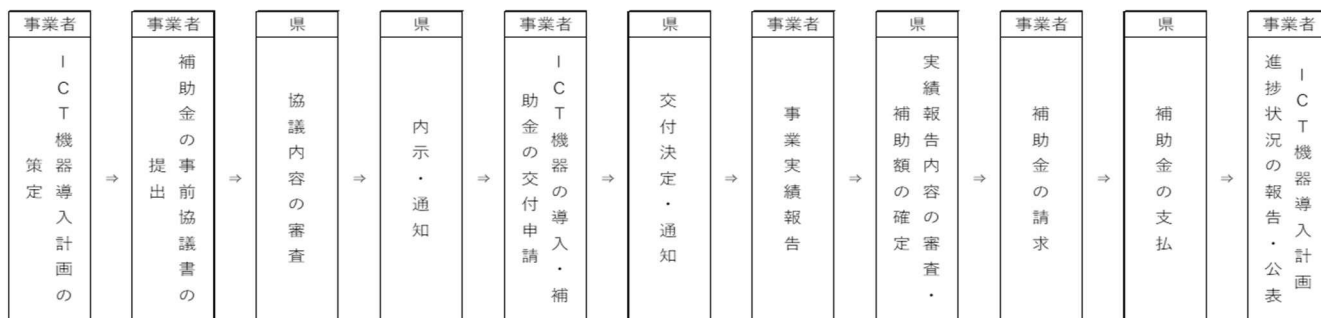 事業者
ＩＣＴ機器導入計画の
策定
⇒
事業者
補助金の事前協議書の
提出
⇒
県
協議内容の審査
⇒
県
内示・通知
⇒
事業者
ＩＣＴ機器の導入・補
助金の交付申請
⇒
県
交付決定・通知
⇒
事業者
事業実績報告
⇒
県
実績報告内容の審査・
補助額の確定
⇒
事業者
補助金の請求
⇒
県
補助金の支払
⇒
事業者
ＩＣＴ機器導入計画
進捗状況の報告・公表